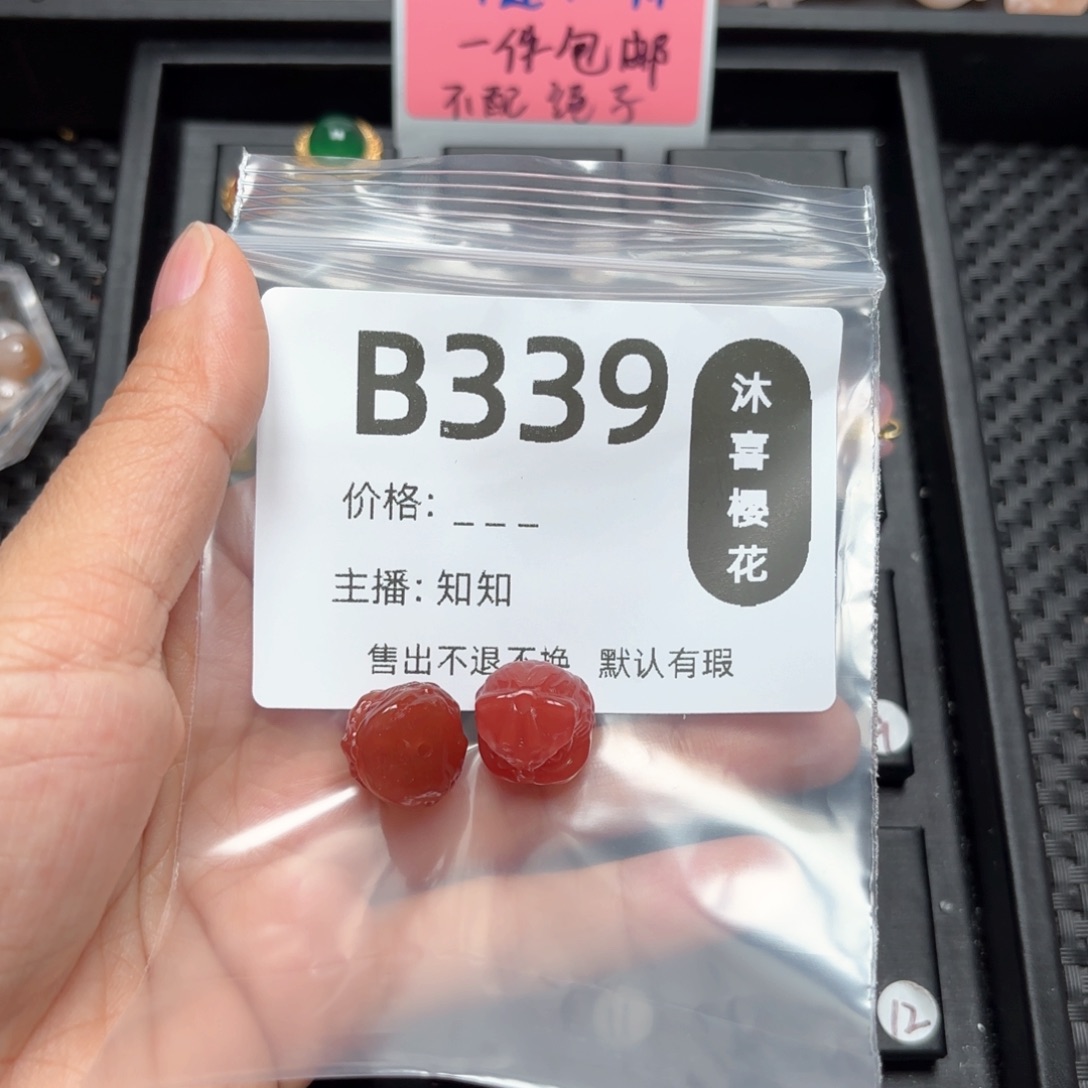 一件包邮
不配绳子
B339
沐喜樱花
价格: _ _ _
主播: 知知
售出不退不换 默认有瑕
12